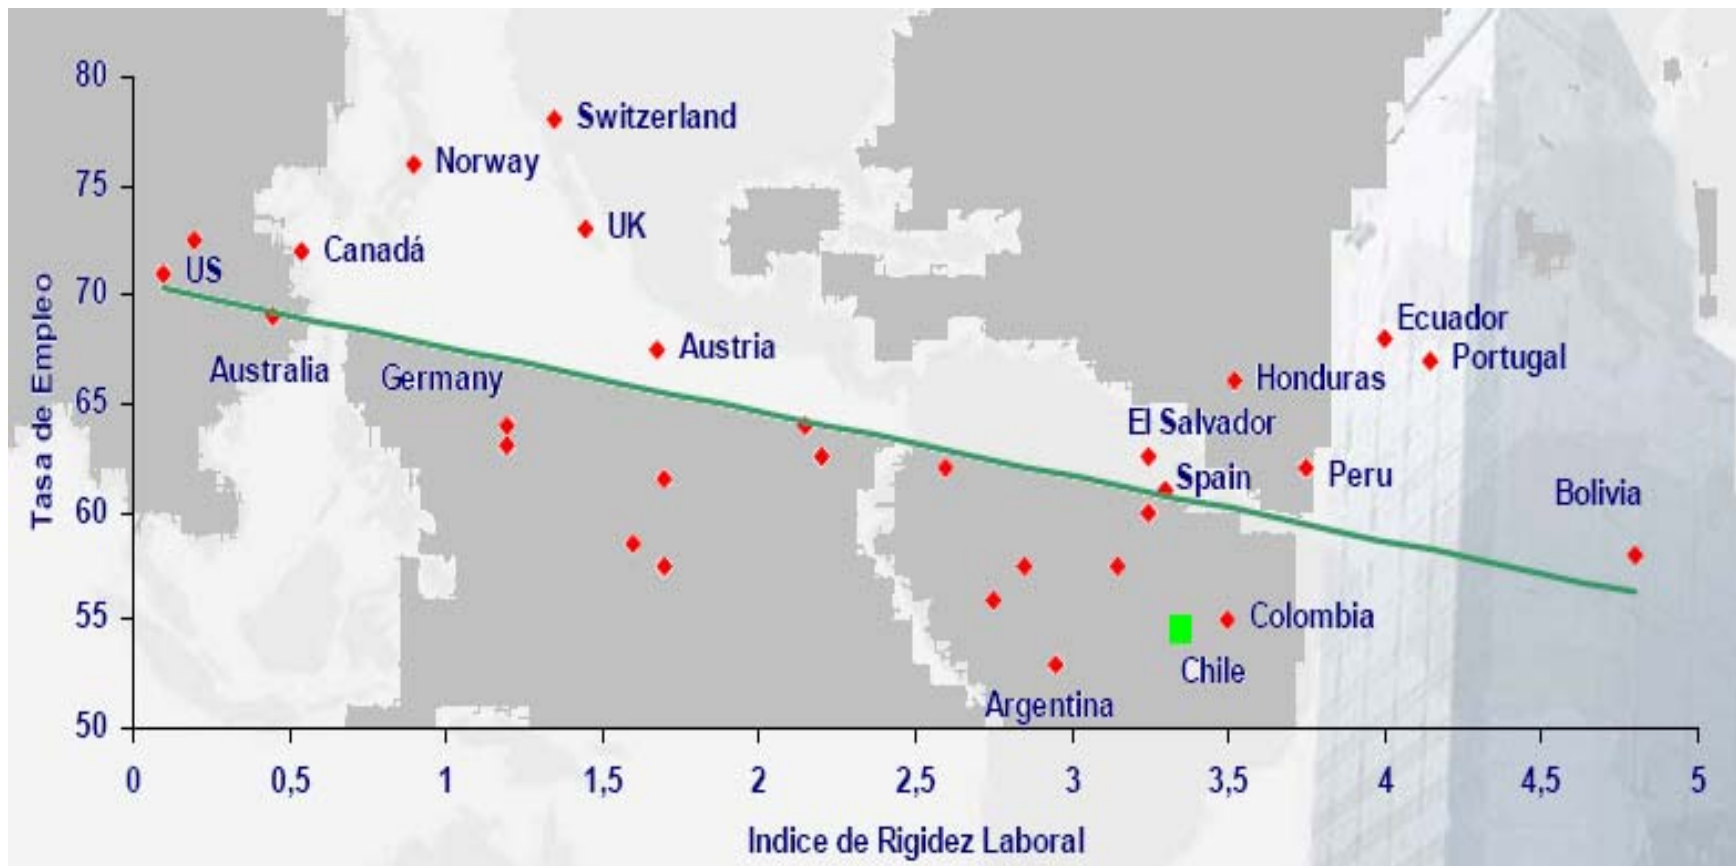 80
Switzerland
Norway
75
UK
Canadá
US
70
Ecuador
Austria
Portugal
Australia
Germany
Honduras
65
El Salvador
Spain
Peru
Bolivia
60
55
Colombia
Chile
Argentina
50
0 0,5 1 1,5 2 2,5 3 3,5 4 4,5 5
Tasa de Empleo
Indice de Rigidez Laboral